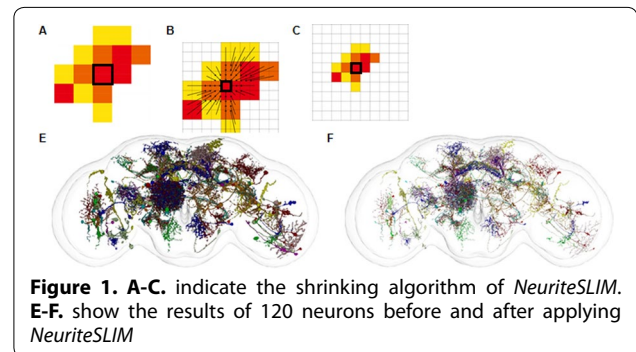 A
B
C
E
F
Figure 1. A-C. indicate the shrinking algorithm of NeuriteSLIM.
E-F. show the results of 120 neurons before and after applying
NeuriteSLIM